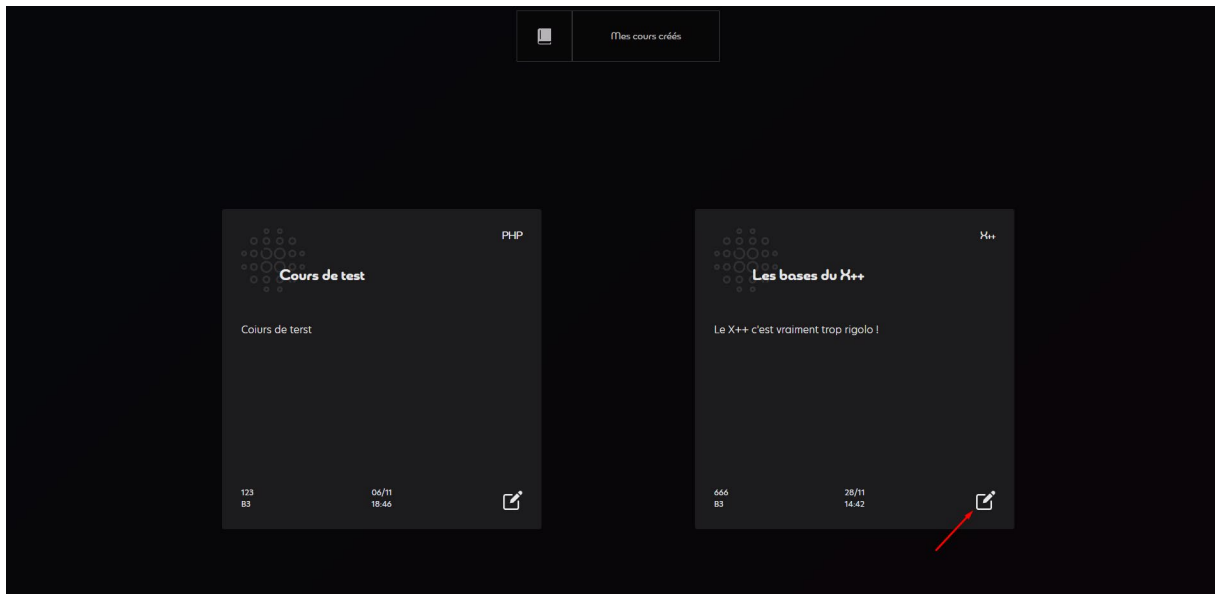 Mes cours créés
PHP
Cours de test
Coiurs de terst
123
B3
06/11
18:46
X++
Les bases du X++
Le X++ c'est vraiment trop rigolo !
666
B3
28/11
14:42